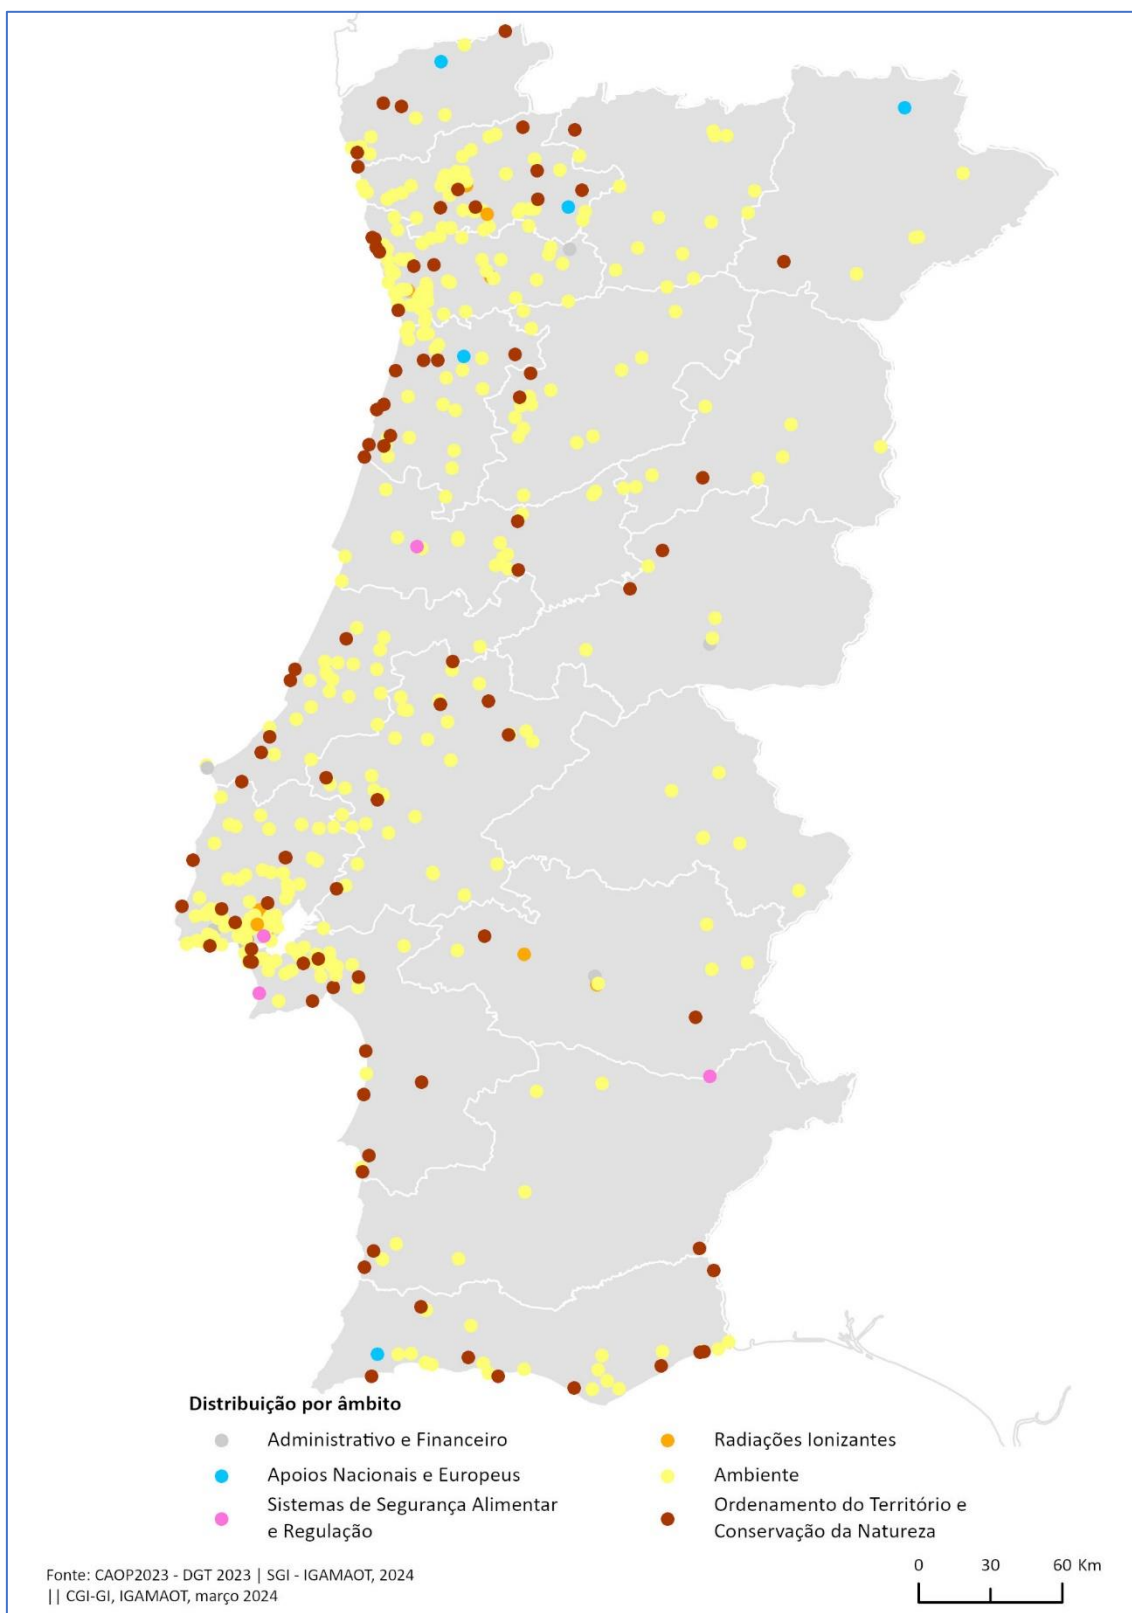 Distribuição por âmbito
Administrativo e Financeiro
Apoios Nacionais e Europeus
Sistemas de Segurança Alimentar
e Regulação
Radiações Ionizantes
Ambiente
Ordenamento do Território e
Conservação da Natureza
Fonte: CAOP2023 - DGT 2023 | SGI - IGAMAOT, 2024
|| CGI-GI, IGAMAOT, março 2024
0 30 60 Km